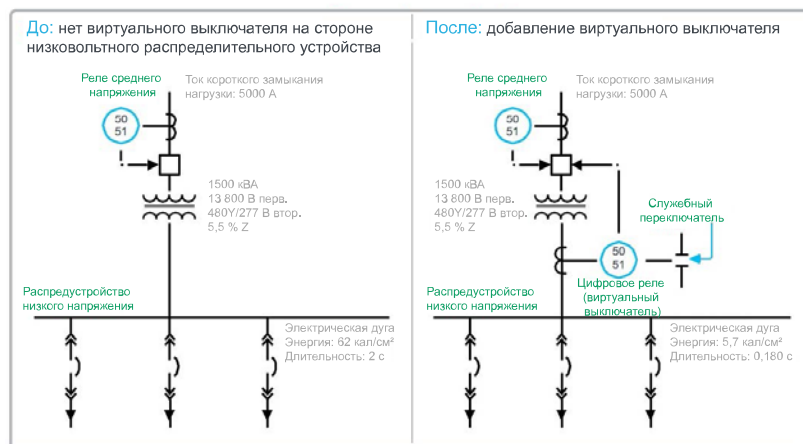 До: нет виртуального выключателя на стороне
низковольтного распределительного устройства
Реле среднего
напряжения
Ток короткого замыкания
нагрузки: 5000 А
50
51
1500 кВА
13 800 В перв.
480Y/277 В втор.
5,5 % Z
Распредустройство
низкого напряжения
Электрическая дуга
Энергия: 62 кал/см²
Длительность: 2 с
После: добавление виртуального выключателя
Реле среднего
напряжения
Ток короткого замыкания
нагрузки: 5000 А
50
51
1500 кВА
13 800 В перв.
480Y/277 В втор.
5,5 % Z
Служебный
переключатель
50
51
Цифровое реле
(виртуальный
выключатель)
Распредустройство
низкого напряжения
Электрическая дуга
Энергия: 5,7 кал/см²
Длительность: 0,180 с